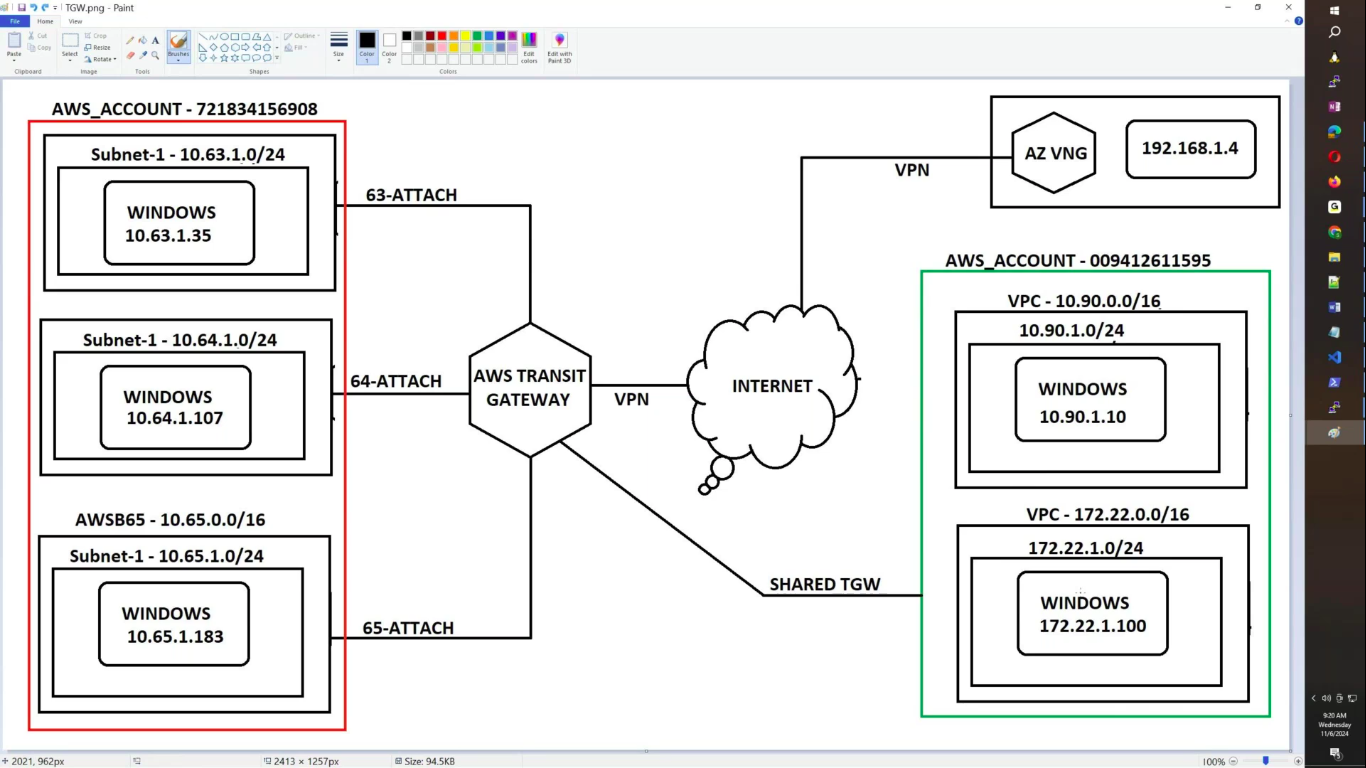 TGW.png - Paint
File Home View
Paste
Cut
Copy
Clipboard
Select
Crop
Resize
Rotate
Image
Tools
Brushes
Shapes
Outline
Fill
Size
Color 1
Color 2
Edit colors
Edit with Paint 3D
Colors
AWS_ACCOUNT - 721834156908
Subnet-1 - 10.63.1.0/24
WINDOWS
10.63.1.35
63-ATTACH
Subnet-1 - 10.64.1.0/24
WINDOWS
10.64.1.107
64-ATTACH
AWSB65 - 10.65.0.0/16
Subnet-1 - 10.65.1.0/24
WINDOWS
10.65.1.183
65-ATTACH
AWS TRANSIT
GATEWAY
VPN
INTERNET
VPN
AZ VNG
192.168.1.4
SHARED TGW
AWS_ACCOUNT - 009412611595
VPC - 10.90.0.0/16
10.90.1.0/24
WINDOWS
10.90.1.10
VPC - 172.22.0.0/16
172.22.1.0/24
WINDOWS
172.22.1.100
2021, 962px
2413 × 1257px
Size: 94.5KB
100%
9:20 AM
Wednesday
11/6/2024